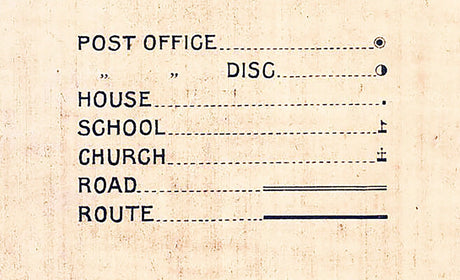 POST OFFICE
„ „ DISC
HOUSE
SCHOOL
CHURCH
ROAD
ROUTE